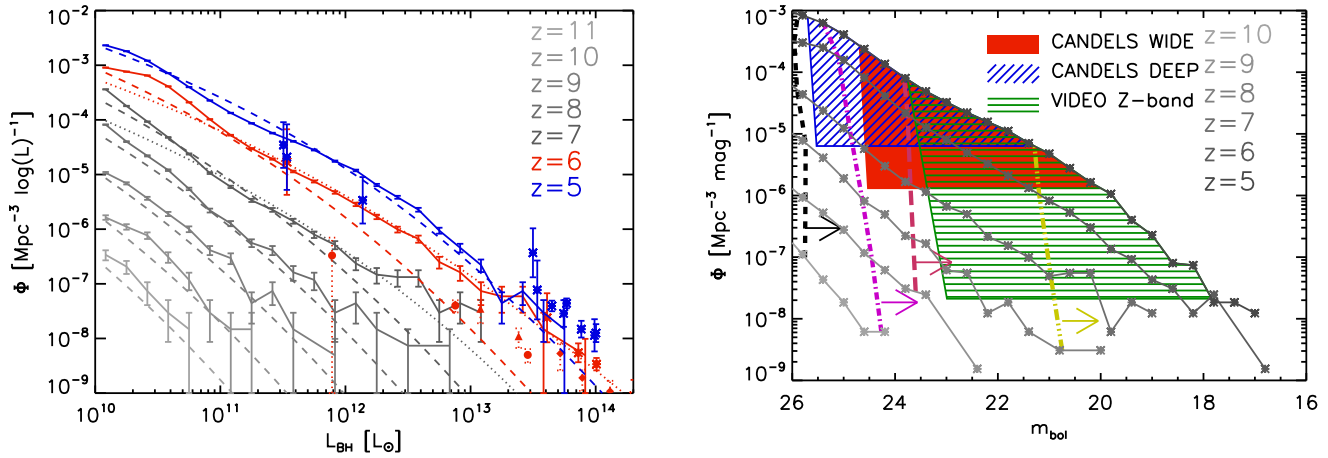 10⁻² 10⁻³ 10⁻⁴ 10⁻⁵ 10⁻⁶ 10⁻⁷ 10⁻⁸ 10⁻⁹
Φ [Mpc⁻³ log(L)⁻¹]
z=11
z=10
z=9
z=8
z=7
z=6
z=5
10¹⁰ 10¹¹ 10¹² 10¹³ 10¹⁴
L_BH [L_⊙]
10⁻³ 10⁻⁴ 10⁻⁵ 10⁻⁶ 10⁻⁷ 10⁻⁸ 10⁻⁹
Φ [Mpc⁻³ mag⁻¹]
CANDELS WIDE
CANDELS DEEP
VIDEO Z-band
z=10
z=9
z=8
z=7
z=6
z=5
26 24 22 20 18 16
m_bol